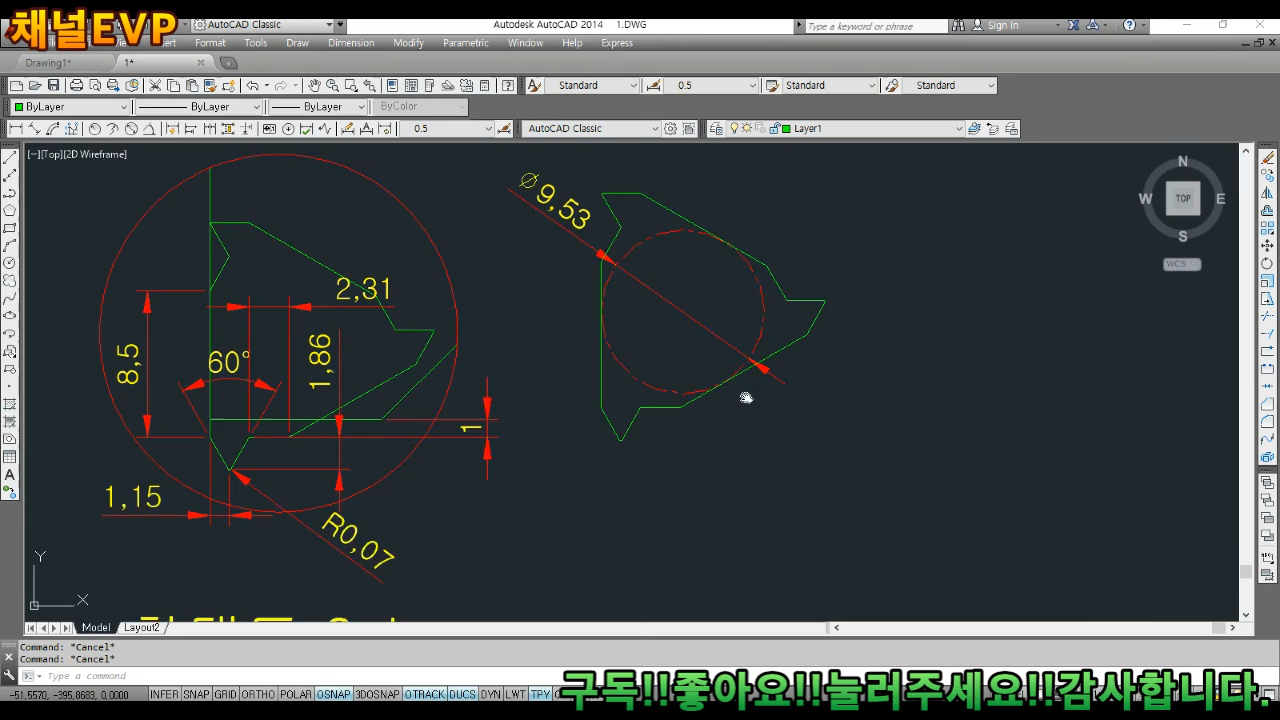 채널EVP
AutoCAD Classic
Autodesk AutoCAD 2014 1.DWG
Type a keyword or phrase
Sign In
Format Tools Draw Dimension Modify Parametric Window Help Express
Drawing1*
1*
Standard
0.5
Standard
Standard
ByLayer
ByLayer
ByLayer
ByColor
0.5
AutoCAD Classic
Layer1
[−][Top][2D Wireframe]
N
W
TOP
E
S
WCS
∅9,53
2,31
8,5
60°
1,86
1
1,15
R0,07
Y
X
Model
Layout2
Command: *Cancel*
Command: *Cancel*
Type a command
-51,5570, -395,8683, 0,0000
INFER SNAP GRID ORTHO POLAR OSNAP 3DOSNAP OTRACK DUCS DYN LWT TPY
구독!!좋아요!!눌러주세요!!감사합니다.